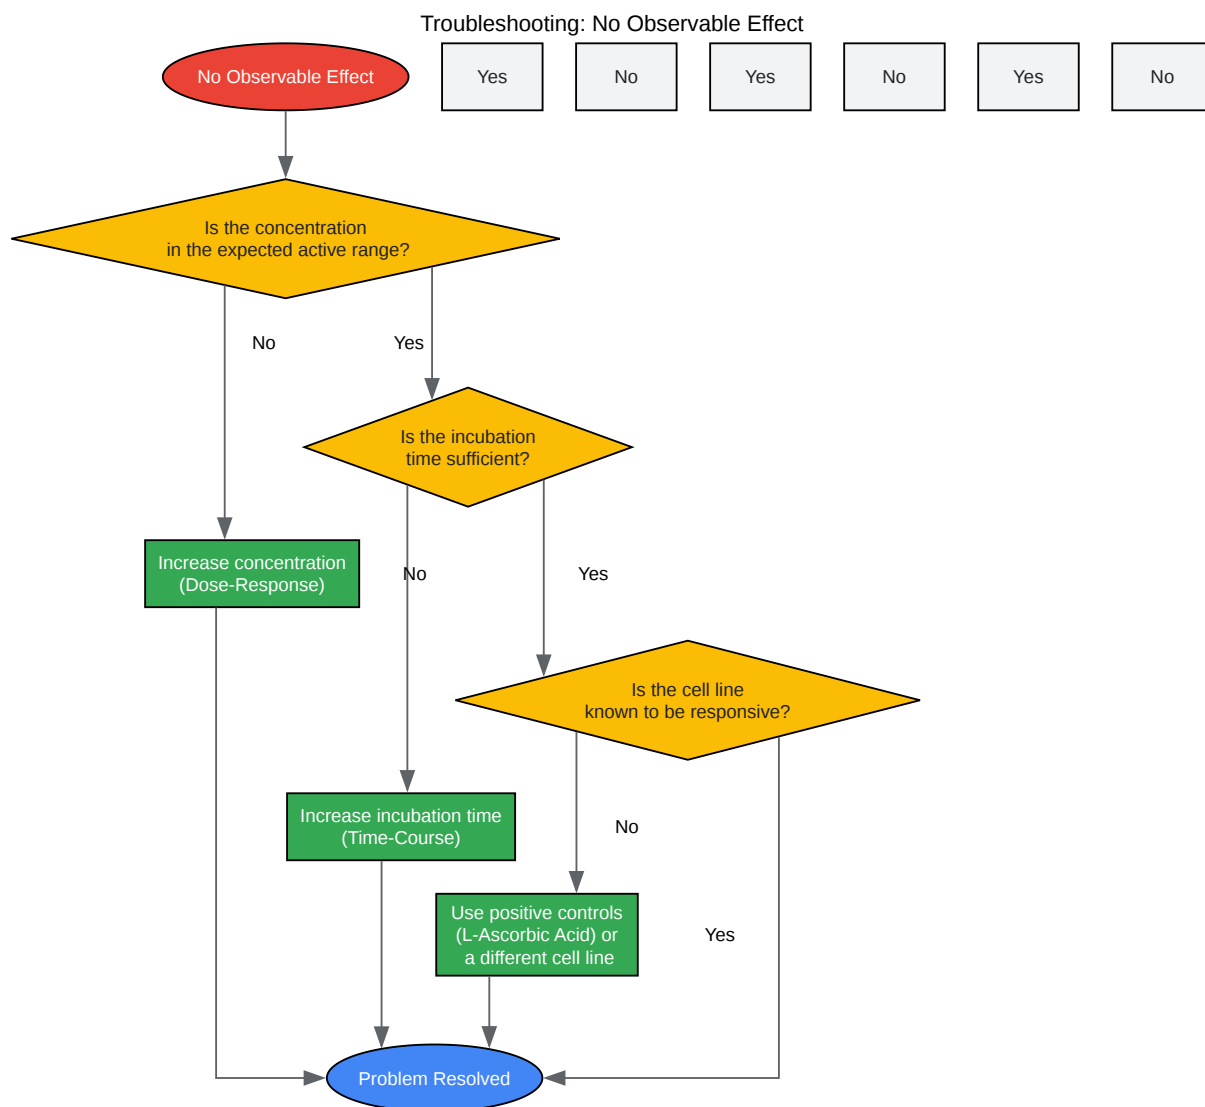 Troubleshooting: No Observable Effect
No Observable Effect
Yes
No
Yes
No
Yes
No
Is the concentration
in the expected active range?
No
Yes
Is the incubation
time sufficient?
Increase concentration
(Dose-Response)
No
Yes
Is the cell line
known to be responsive?
Increase incubation time
(Time-Course)
No
Use positive controls
(L-Ascorbic Acid) or
a different cell line
Yes
Problem Resolved